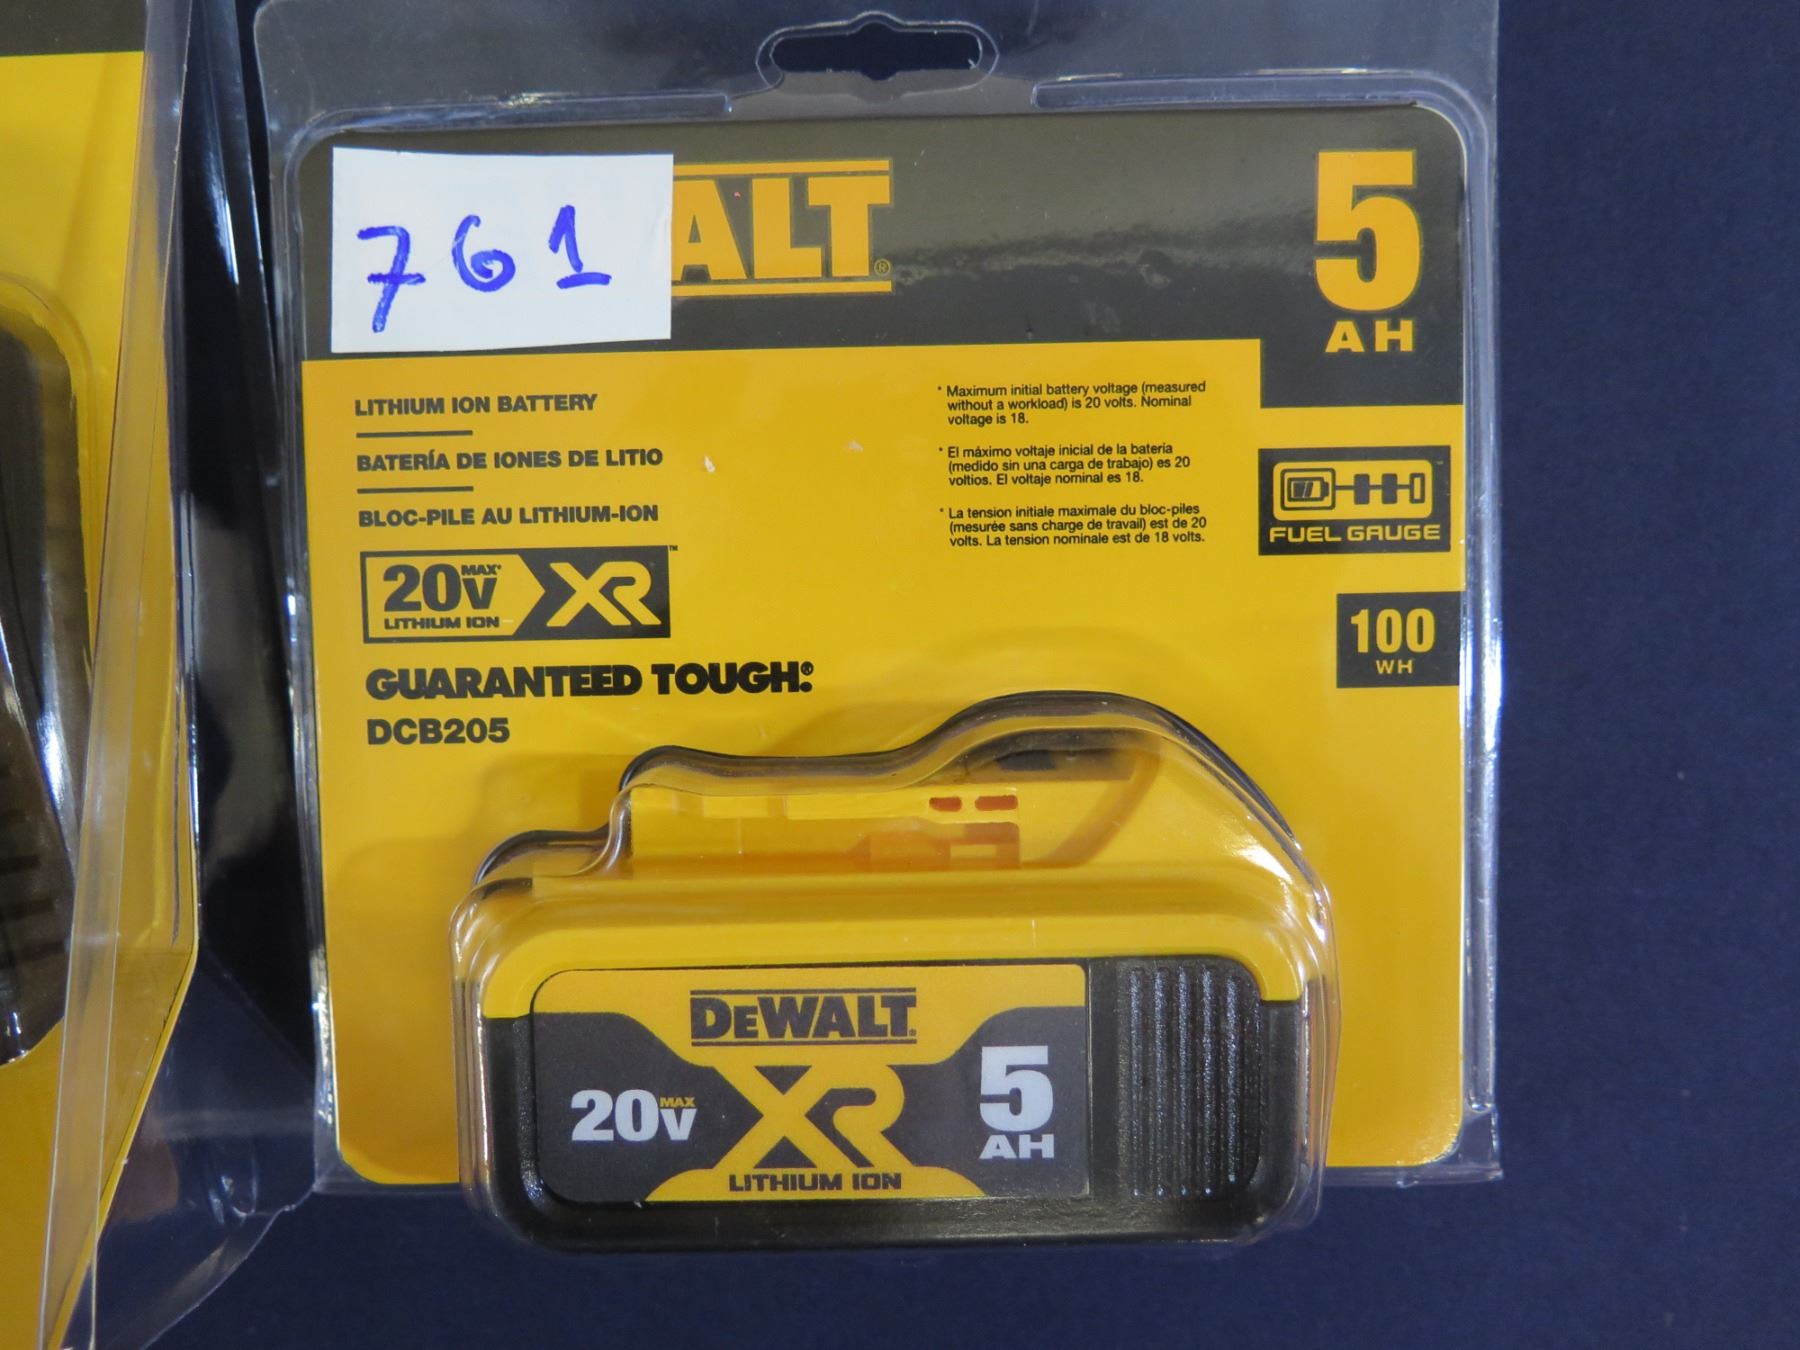 761
ALT®
5
AH
LITHIUM ION BATTERY
BATERÍA DE IONES DE LITIO
BLOC-PILE AU LITHIUM-ION
20V MAX* XR™
LITHIUM ION
GUARANTEED TOUGH.®
DCB205
* Maximum initial battery voltage (measured
without a workload) is 20 volts. Nominal
voltage is 18.
* El máximo voltaje inicial de la batería
(medido sin una carga de trabajo) es 20
voltios. El voltaje nominal es 18.
* La tension initiale maximale du bloc-piles
(mesurée sans charge de travail) est de 20
volts. La tension nominale est de 18 volts.
FUEL GAUGE
100
WH
DEWALT®
20V MAX
XR
LITHIUM ION
5
AH